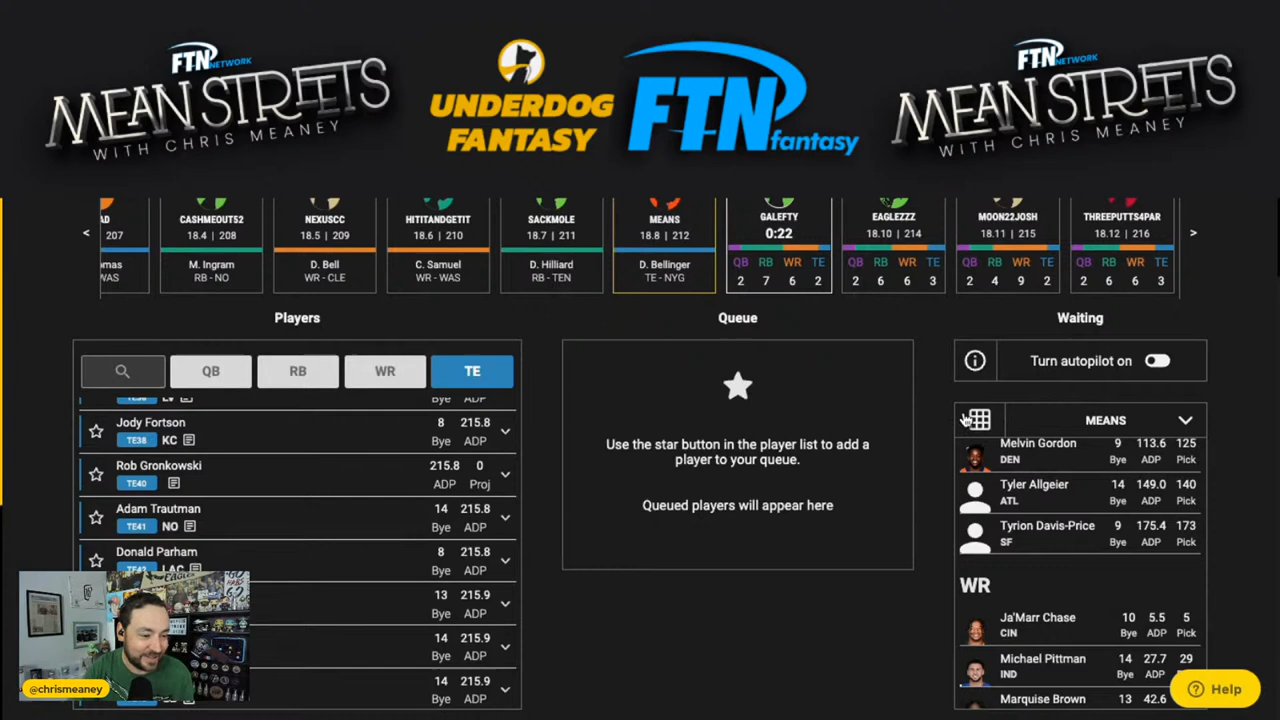 FTN NETWORK
MEAN STREETS
WITH CHRIS MEANEY
UNDERDOG
FANTASY
FTN
fantasy
FTN NETWORK
MEAN STREETS
WITH CHRIS MEANEY
<
AD
207
omas
WAS
CASHMEOUT52
18.4 | 208
M. Ingram
RB - NO
NEXUSCC
18.5 | 209
D. Bell
WR - CLE
HITITANDGETIT
18.6 | 210
C. Samuel
WR - WAS
SACKMOLE
18.7 | 211
D. Hilliard
RB - TEN
MEANS
18.8 | 212
D. Bellinger
TE - NYG
GALEFTY
0:22
QB RB WR TE
2 7 6 2
EAGLEZZZ
18.10 | 214
QB RB WR TE
2 6 6 3
MOON22JOSH
18.11 | 215
QB RB WR TE
2 4 9 2
THREEPUTTS4PAR
18.12 | 216
QB RB WR TE
2 6 6 3
>
Players
QB RB WR TE
Bye ADP
Jody Fortson 8 215.8
TE38 KC Bye ADP
Rob Gronkowski 215.8 0
TE40 ADP Proj
Adam Trautman 14 215.8
TE41 NO Bye ADP
Donald Parham 8 215.8
LAC Bye ADP
13 215.9
Bye ADP
14 215.9
Bye ADP
14 215.9
Bye ADP
@chrismeaney
Queue
Use the star button in the player list to add a
player to your queue.
Queued players will appear here
Waiting
Turn autopilot on
MEANS
Melvin Gordon 9 113.6 125
DEN Bye ADP Pick
Tyler Allgeier 14 149.0 140
ATL Bye ADP Pick
Tyrion Davis-Price 9 175.4 173
SF Bye ADP Pick
WR
Ja'Marr Chase 10 5.5 5
CIN Bye ADP Pick
Michael Pittman 14 27.7 29
IND Bye ADP
Marquise Brown 13 42.6
Help